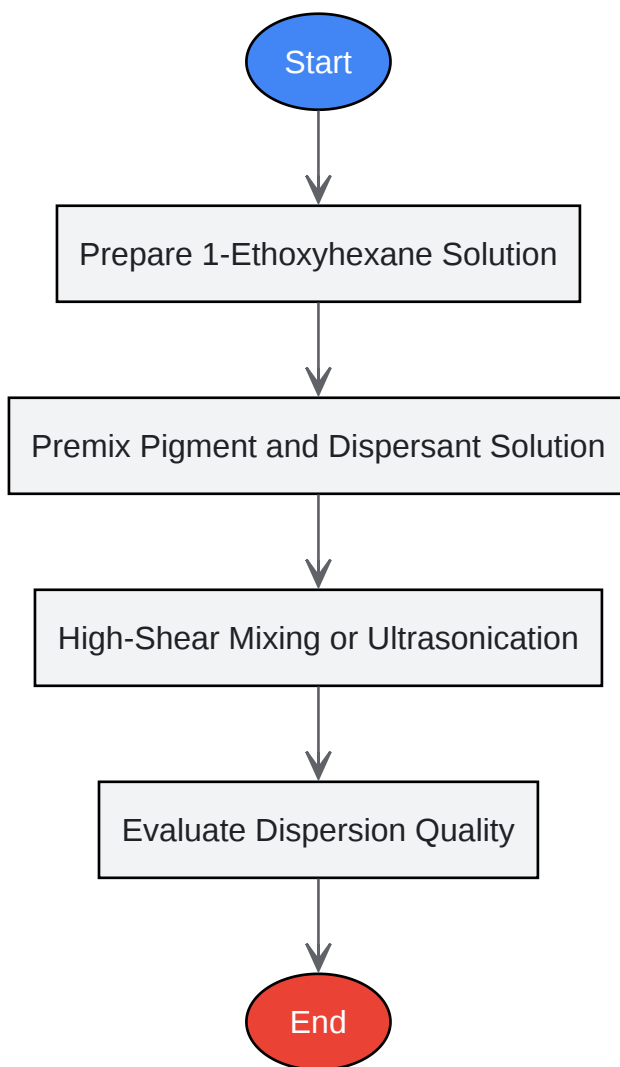 Start
Prepare 1-Ethoxyhexane Solution
Premix Pigment and Dispersant Solution
High-Shear Mixing or Ultrasonication
Evaluate Dispersion Quality
End